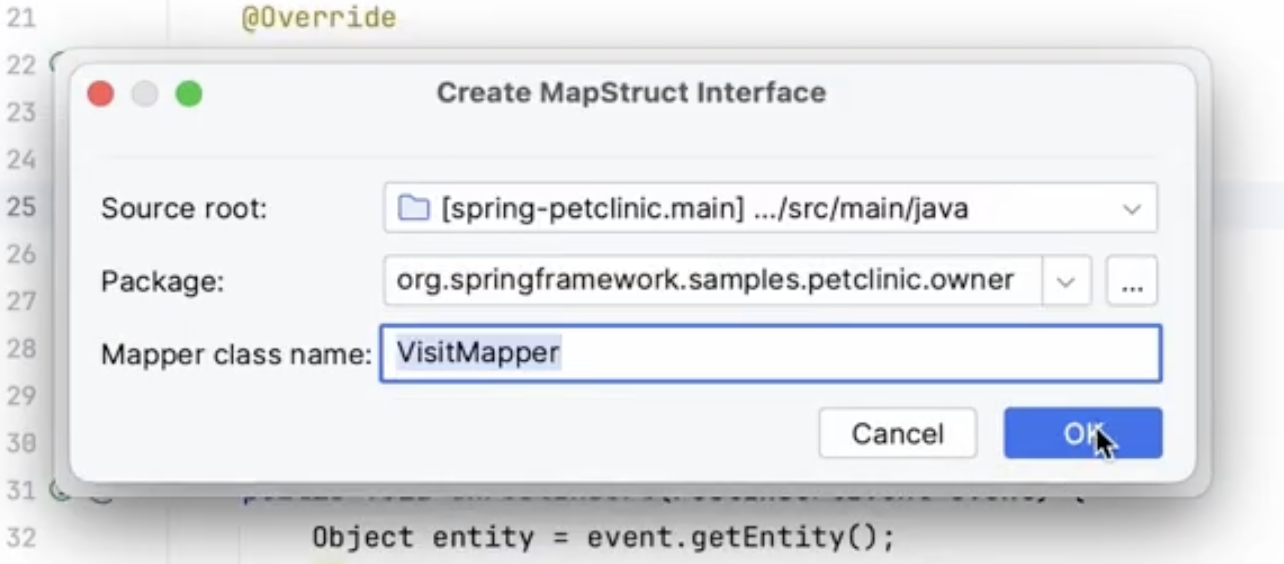 21 @Override
22
Create MapStruct Interface
23
24
Source root: [spring-petclinic.main] .../src/main/java
25
26
Package: org.springframework.samples.petclinic.owner ...
27
28
Mapper class name: VisitMapper
29
30
Cancel OK
31
32 Object entity = event.getEntity();